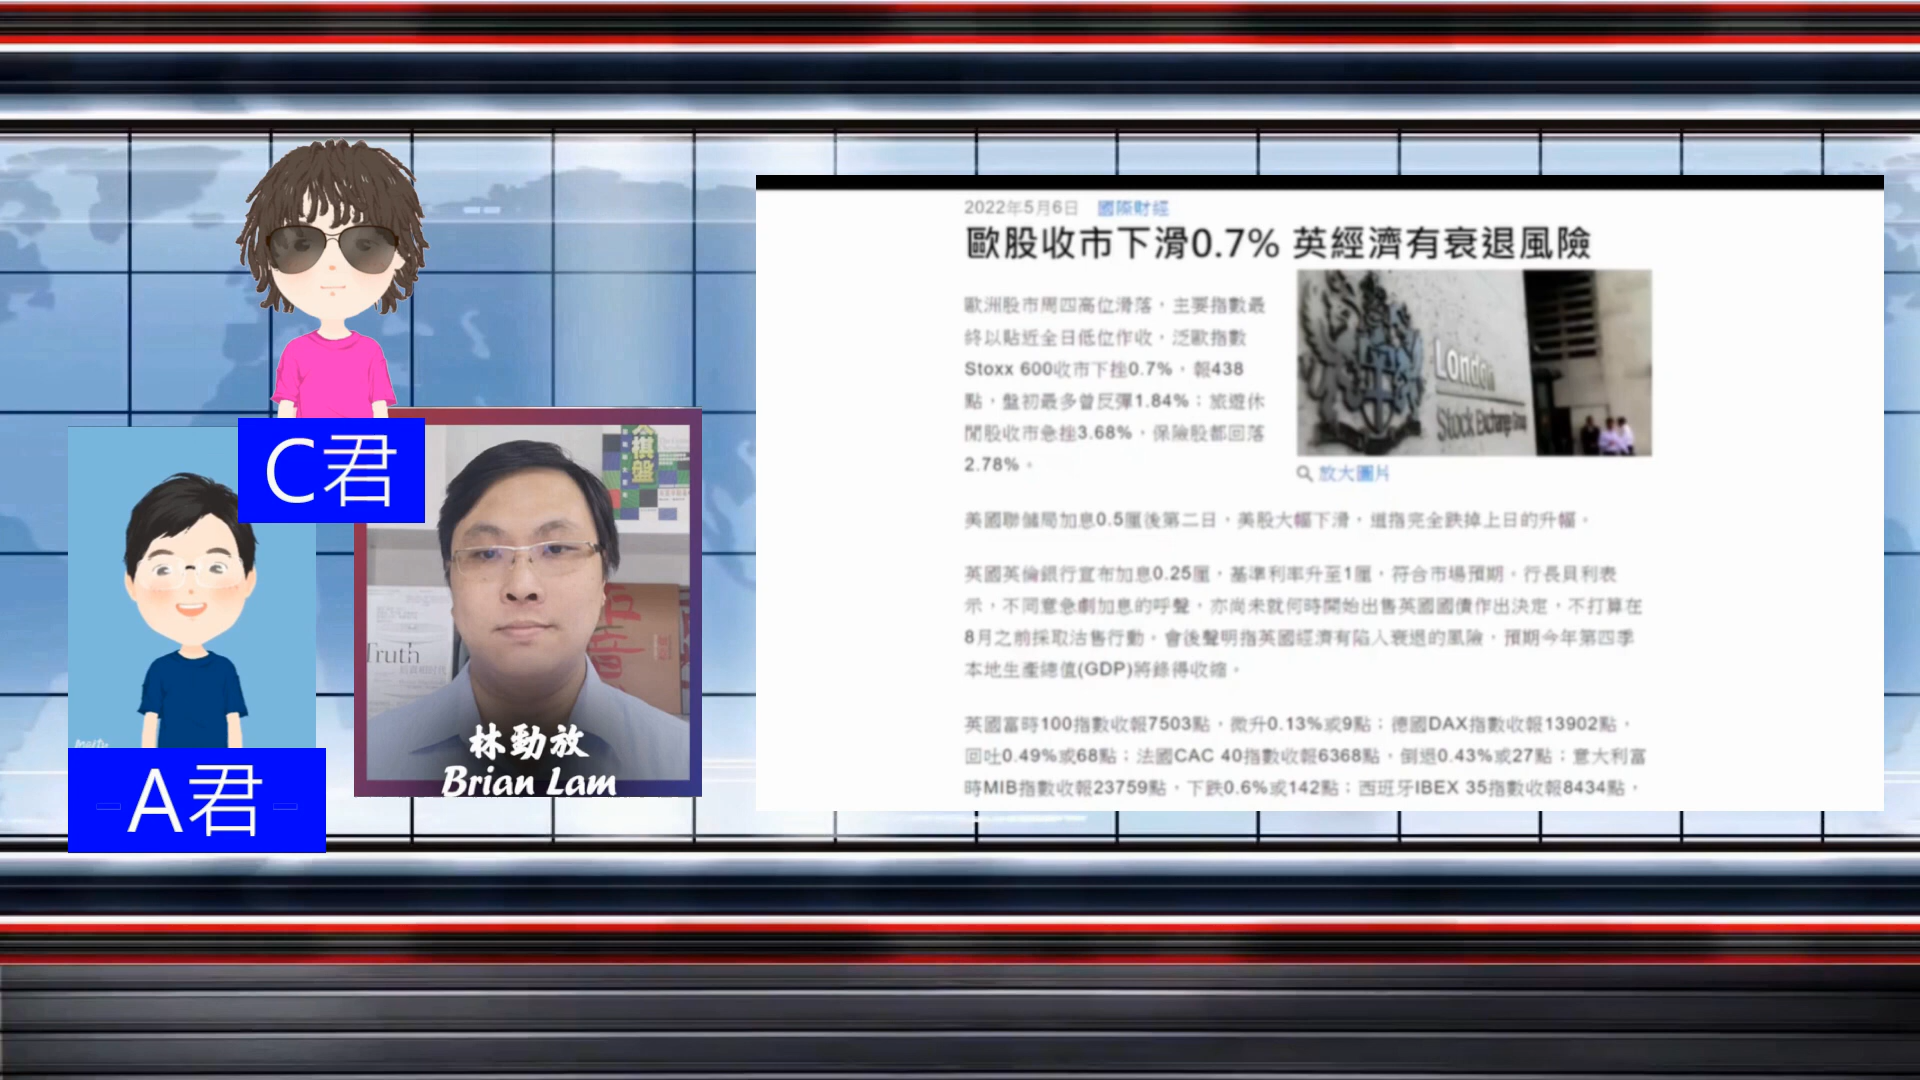 C君
A君
Truth
林勁放
Brian Lam
2022年5月6日 國際財經
歐股收市下滑0.7% 英經濟有衰退風險
歐洲股市周四高位滑落，主要指數最
終以貼近全日低位作收，泛歐指數
Stoxx 600收市下挫0.7%，報438
點，盤初最多曾反彈1.84%；旅遊休
閒股收市急挫3.68%，保險股都回落
2.78%。
London
Stock Exchange Group
放大圖片
美國聯儲局加息0.5厘後第二日，美股大幅下滑，道指完全跌掉上日的升幅。
英國英倫銀行宣布加息0.25厘，基準利率升至1厘，符合市場預期。行長貝利表
示，不同意急劇加息的呼聲，亦尚未就何時開始出售英國國債作出決定，不打算在
8月之前採取沽售行動。會後聲明指英國經濟有陷入衰退的風險，預期今年第四季
本地生產總值(GDP)將錄得收縮。
英國富時100指數收報7503點，微升0.13%或9點；德國DAX指數收報13902點，
回吐0.49%或68點；法國CAC 40指數收報6368點，倒退0.43%或27點；意大利富
時MIB指數收報23759點，下跌0.6%或142點；西班牙IBEX 35指數收報8434點，